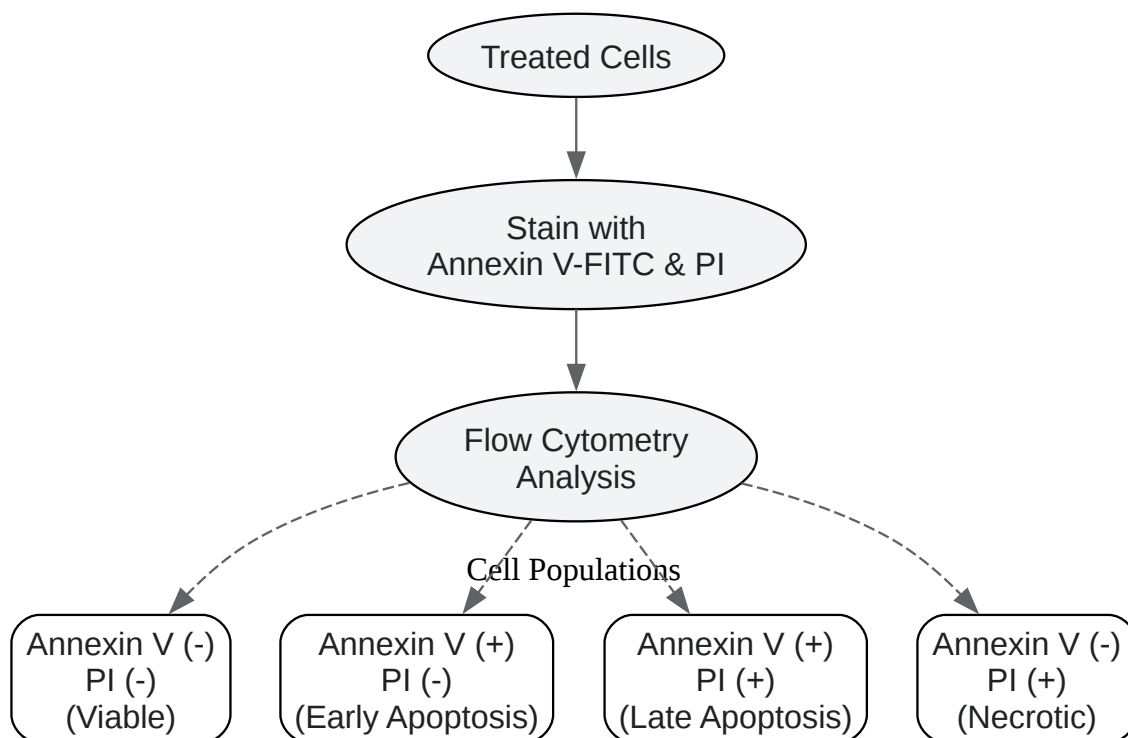 Treated Cells
Stain with
Annexin V-FITC & PI
Flow Cytometry
Analysis
Cell Populations
Annexin V (-)
PI (-)
(Viable)
Annexin V (+)
PI (-)
(Early Apoptosis)
Annexin V (+)
PI (+)
(Late Apoptosis)
Annexin V (-)
PI (+)
(Necrotic)